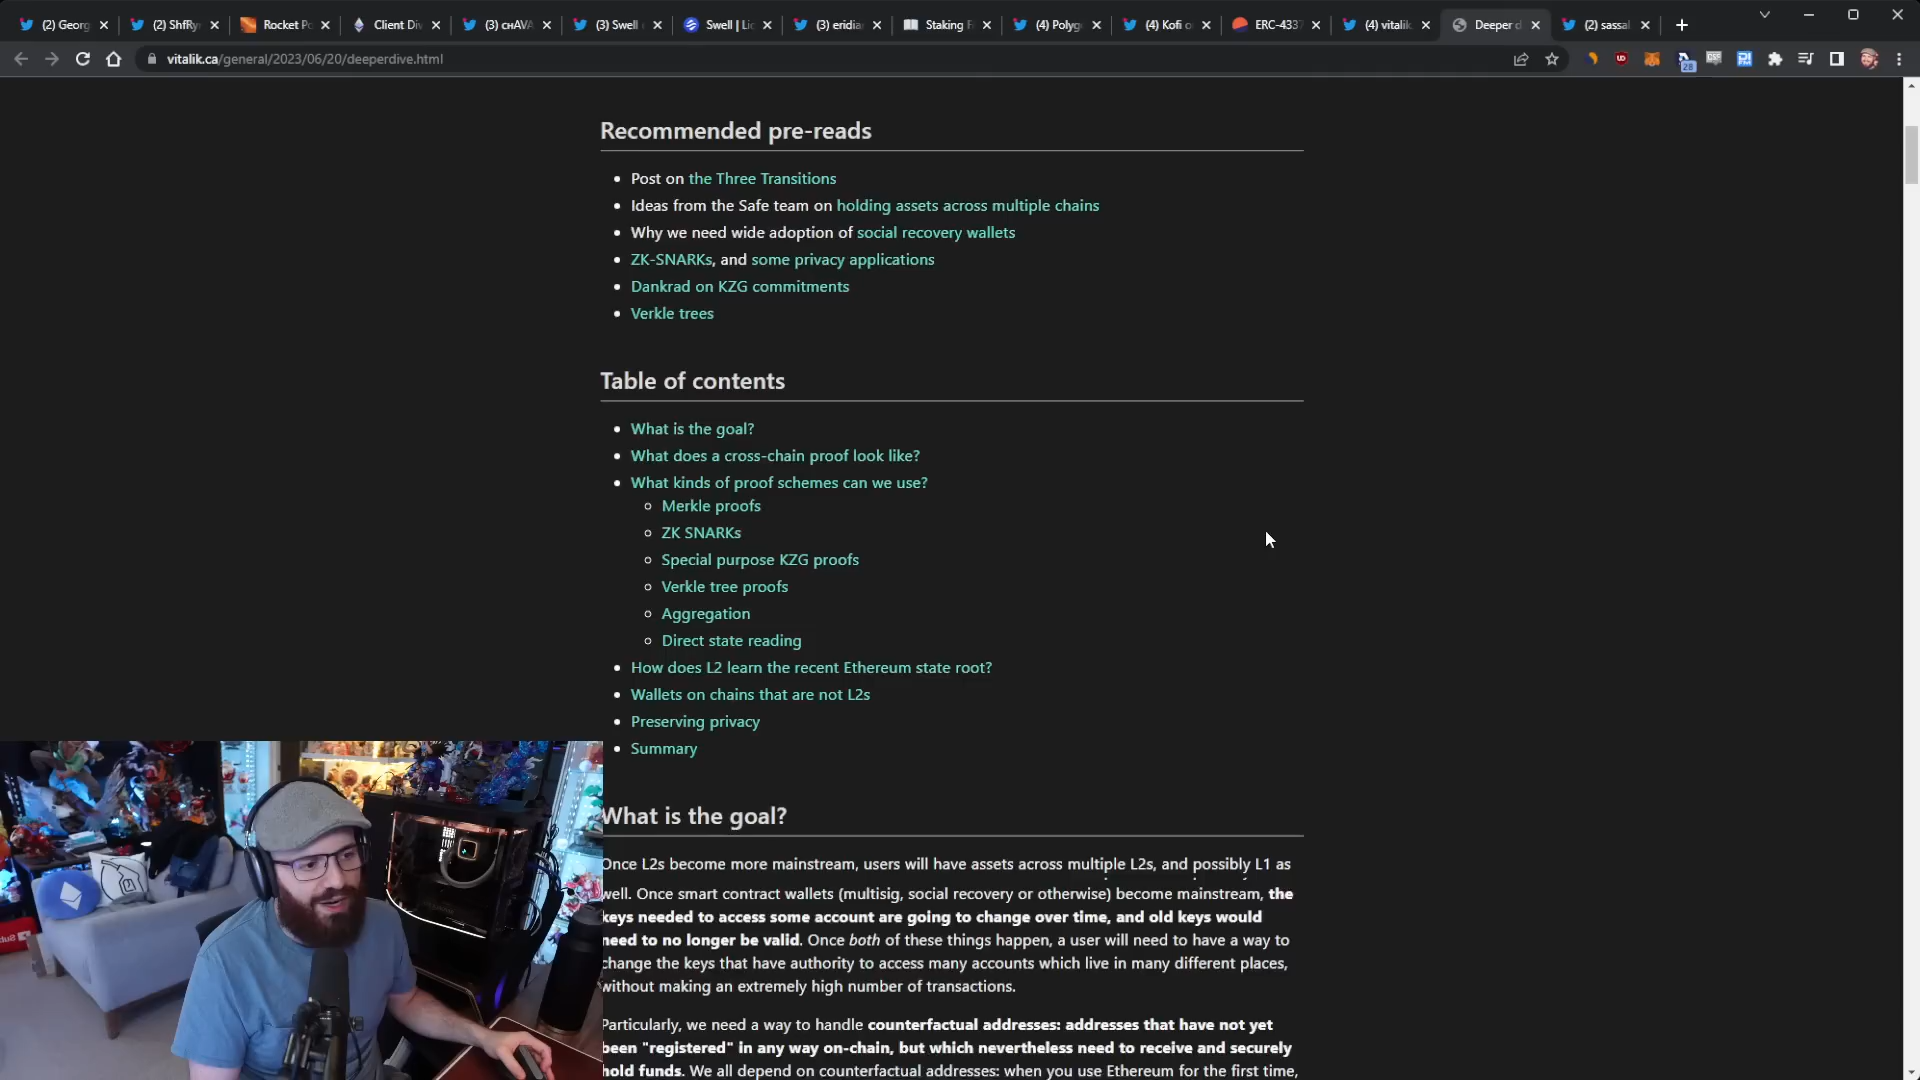 (2) Georg
(2) ShfRy
Rocket Po
Client Div
(3) cʜAVA
(3) Swell
Swell | Lic
(3) eridia
Staking F
(4) Polyg
(4) Kofi o
ERC-4337
(4) vitalik
Deeper d
(2) sassal
vitalik.ca/general/2023/06/20/deeperdive.html
28
Recommended pre-reads
Post on the Three Transitions
Ideas from the Safe team on holding assets across multiple chains
Why we need wide adoption of social recovery wallets
ZK-SNARKs, and some privacy applications
Dankrad on KZG commitments
Verkle trees
Table of contents
What is the goal?
What does a cross-chain proof look like?
What kinds of proof schemes can we use?
Merkle proofs
ZK SNARKs
Special purpose KZG proofs
Verkle tree proofs
Aggregation
Direct state reading
How does L2 learn the recent Ethereum state root?
Wallets on chains that are not L2s
Preserving privacy
Summary
What is the goal?
Once L2s become more mainstream, users will have assets across multiple L2s, and possibly L1 as
well. Once smart contract wallets (multisig, social recovery or otherwise) become mainstream, the
keys needed to access some account are going to change over time, and old keys would
need to no longer be valid. Once both of these things happen, a user will need to have a way to
change the keys that have authority to access many accounts which live in many different places,
without making an extremely high number of transactions.
Particularly, we need a way to handle counterfactual addresses: addresses that have not yet
been "registered" in any way on-chain, but which nevertheless need to receive and securely
hold funds. We all depend on counterfactual addresses: when you use Ethereum for the first time,